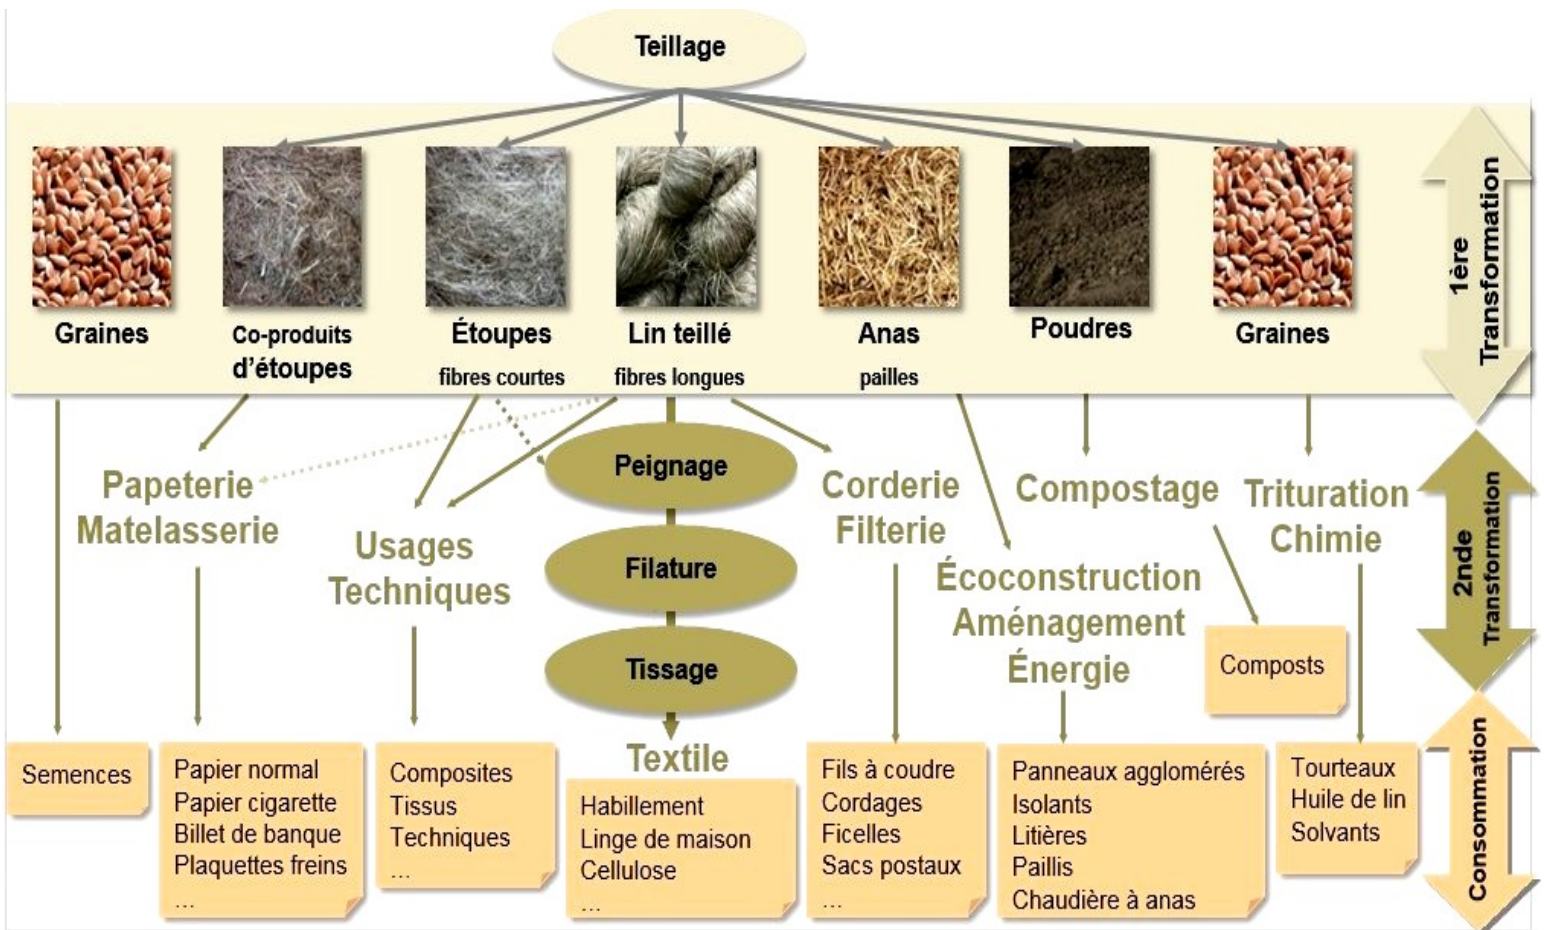 Teillage
Graines
Co-produits
d'étoupes
Étoupes
fibres courtes
Lin teillé
fibres longues
Anas
pailles
Poudres
Graines
1ère
Transformation
Papeterie
Matelasserie
Usages
Techniques
Peignage
Filature
Tissage
Textile
Corderie
Filterie
Écoconstruction
Aménagement
Énergie
Compostage
Trituration
Chimie
2nde
Transformation
Semences
Papier normal
Papier cigarette
Billet de banque
Plaquettes freins
...
Composites
Tissus
Techniques
...
Habillement
Linge de maison
Cellulose
...
Fils à coudre
Cordages
Ficelles
Sacs postaux
...
Panneaux agglomérés
Isolants
Litières
Paillis
Chaudière à anas
Composts
Tourteaux
Huile de lin
Solvants
Consommation